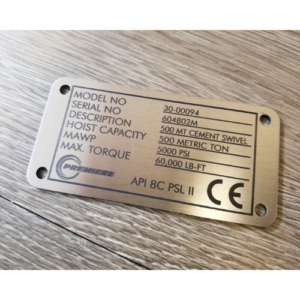 MODEL NO 30-00094
SERIAL NO 604802M
DESCRIPTION 500 MT CEMENT SWIVEL
HOIST CAPACITY 500 METRIC TON
MAWP 5000 PSI
MAX. TORQUE 60,000 LB-FT
PREMIERE
API 8C PSL II CE